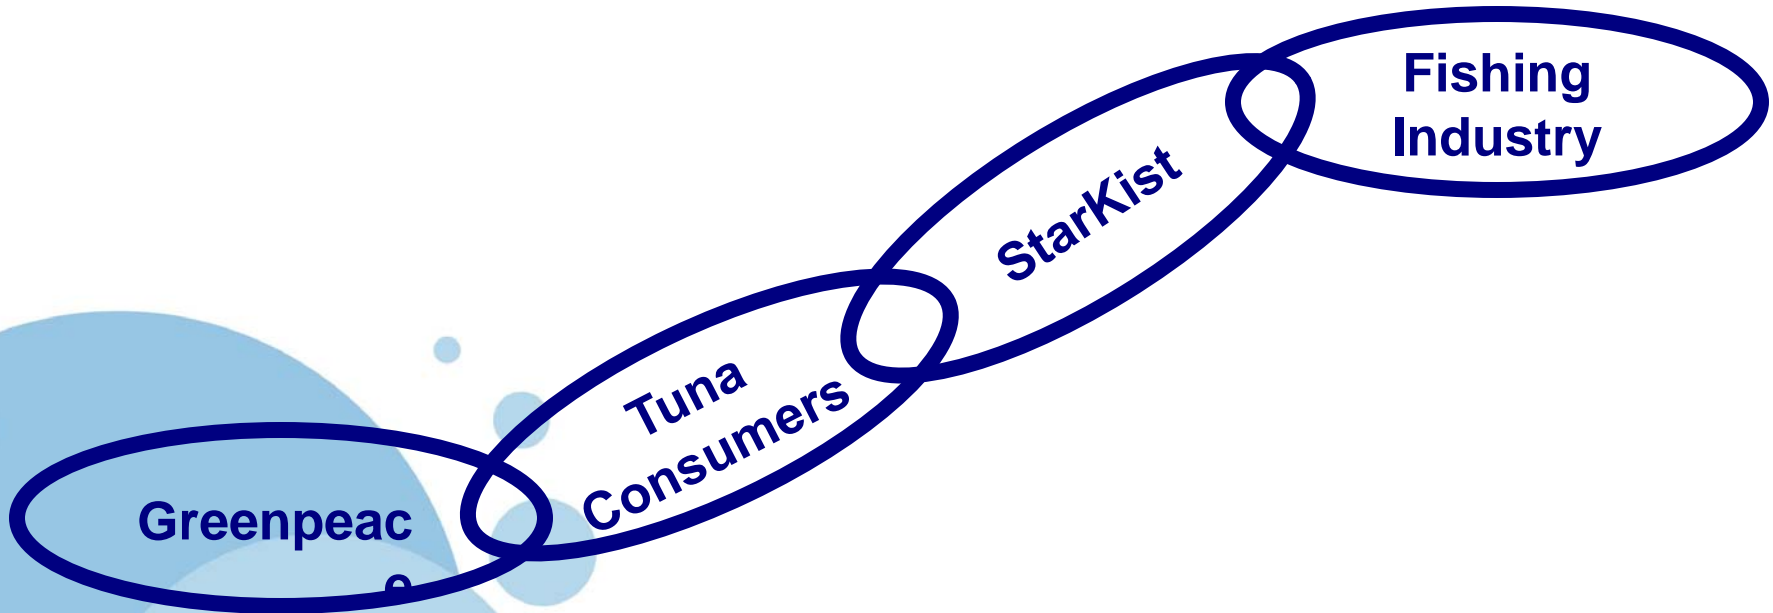 Fishing
Industry
StarKist
Tuna
Consumers
Greenpeac
e